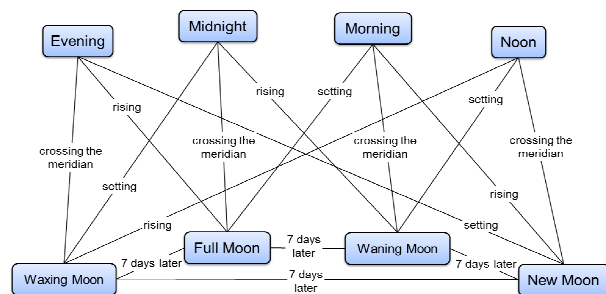 Evening
Midnight
Morning
Noon
rising
rising
setting
setting
crossing the
meridian
crossing the
meridian
crossing the
meridian
crossing the
meridian
setting
rising
rising
setting
Full Moon
7 days
later
Waning Moon
Waxing Moon
7 days later
7 days
later
7 days later
New Moon